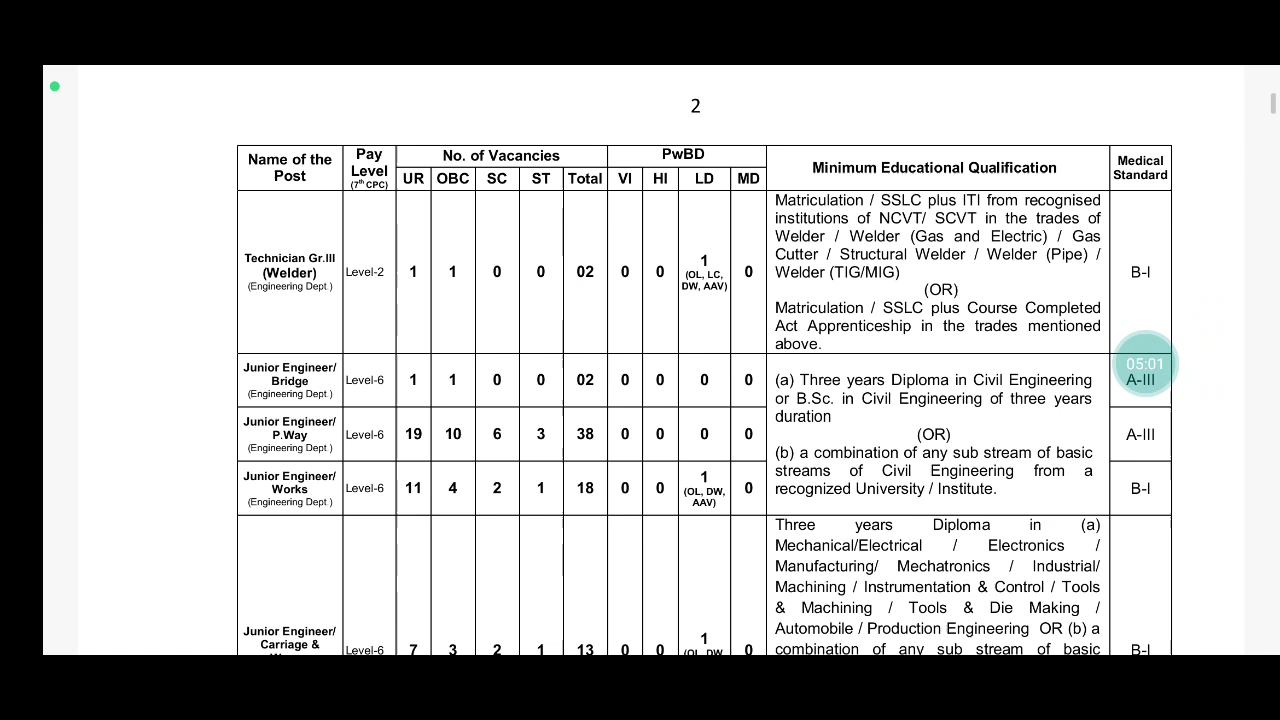 2
Name of the Post
Pay Level (7th CPC)
No. of Vacancies
PwBD
Minimum Educational Qualification
Medical Standard
UR OBC SC ST Total VI HI LD MD
Technician Gr.III
(Welder)
(Engineering Dept.)
Level-2 1 1 0 0 02 0 0
1
(OL, LC,
DW, AAV)
0
Matriculation / SSLC plus ITI from recognised
institutions of NCVT/ SCVT in the trades of
Welder / Welder (Gas and Electric) / Gas
Cutter / Structural Welder / Welder (Pipe) /
Welder (TIG/MIG)
(OR)
Matriculation / SSLC plus Course Completed
Act Apprenticeship in the trades mentioned
above.
B-I
Junior Engineer/
Bridge
(Engineering Dept.)
Level-6 1 1 0 0 02 0 0 0 0
(a) Three years Diploma in Civil Engineering
or B.Sc. in Civil Engineering of three years
duration
(OR)
(b) a combination of any sub stream of basic
streams of Civil Engineering from a
recognized University / Institute.
05:01
A-III
Junior Engineer/
P.Way
(Engineering Dept.)
Level-6 19 10 6 3 38 0 0 0 0
A-III
Junior Engineer/
Works
(Engineering Dept.)
Level-6 11 4 2 1 18 0 0
1
(OL, DW,
AAV)
0
B-I
Junior Engineer/
Carriage &
Level-6 7 3 2 1 13 0 0
1
(OL, DW
0
Three years Diploma in (a)
Mechanical/Electrical / Electronics /
Manufacturing/ Mechatronics / Industrial/
Machining / Instrumentation & Control / Tools
& Machining / Tools & Die Making /
Automobile / Production Engineering OR (b) a
combination of any sub stream of basic
B-I